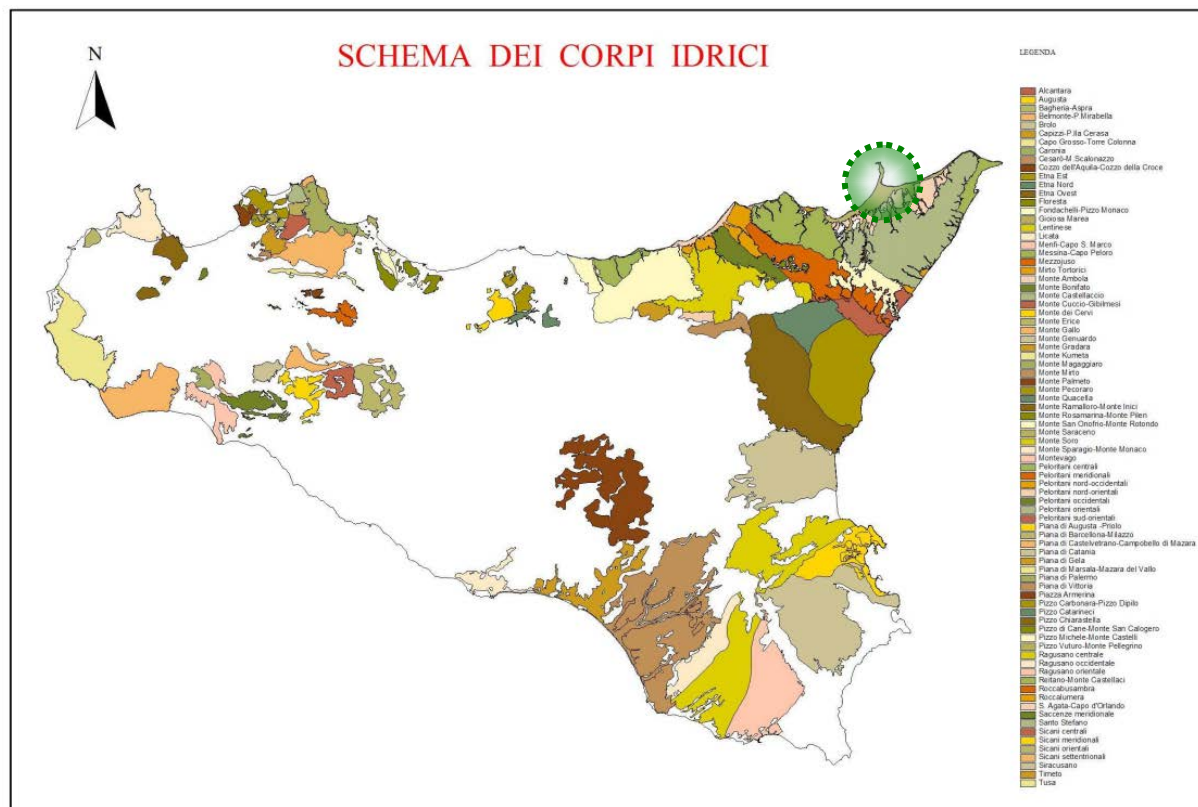 SCHEMA DEI CORPI IDRICI
N
LEGENDA
Alcantara
Augusta
Bagheria-Aspra
Belmonte-P.Mirabella
Brolo
Capizzi-P.lla Cerasa
Capo Grosso-Torre Colonna
Caronia
Cesarò-M.Scalonazzo
Cozzo dell'Aquila-Cozzo della Croce
Etna Est
Etna Nord
Etna Ovest
Floresta
Fondachelli-Pizzo Monaco
Gioiosa Marea
Lentinese
Licata
Menfi-Capo S. Marco
Messina-Capo Peloro
Mezzojuso
Mirto Tortorici
Monte Ambola
Monte Bonifato
Monte Castellaccio
Monte Cuccio-Gibilmesi
Monte dei Cervi
Monte Erice
Monte Gallo
Monte Genuardo
Monte Gradara
Monte Kumeta
Monte Magaggiaro
Monte Mirto
Monte Palmeto
Monte Pecoraro
Monte Quacella
Monte Ramalloro-Monte Inici
Monte Rosamarina-Monte Pileri
Monte San Onofrio-Monte Rotondo
Monte Saraceno
Monte Soro
Monte Sparagio-Monte Monaco
Montevago
Peloritani centrali
Peloritani meridionali
Peloritani nord-occidentali
Peloritani nord-orientali
Peloritani occidentali
Peloritani orientali
Peloritani sud-orientali
Piana di Augusta -Priolo
Piana di Barcellona-Milazzo
Piana di Castelvetrano-Campobello di Mazara
Piana di Catania
Piana di Gela
Piana di Marsala-Mazara del Vallo
Piana di Palermo
Piana di Vittoria
Piazza Armerina
Pizzo Carbonara-Pizzo Dipilo
Pizzo Catarineci
Pizzo Chiarastella
Pizzo di Cane-Monte San Calogero
Pizzo Michele-Monte Castelli
Pizzo Vuturo-Monte Pellegrino
Ragusano centrale
Ragusano occidentale
Ragusano orientale
Reitano-Monte Castellaci
Roccabusambra
Roccalumera
S. Agata-Capo d'Orlando
Saccenze meridionale
Santo Stefano
Sicani centrali
Sicani meridionali
Sicani orientali
Sicani settentrionali
Siracusano
Timeto
Tusa